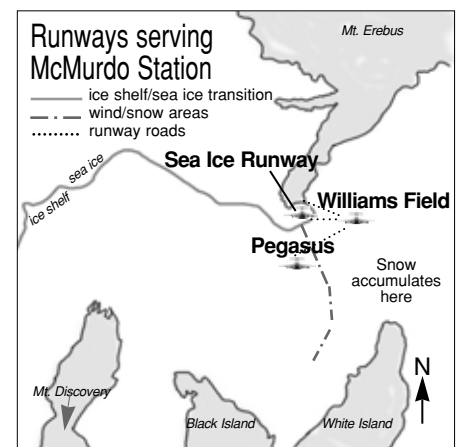 Runways serving
McMurdo Station
ice shelf/sea ice transition
wind/snow areas
runway roads
Mt. Erebus
sea ice
ice shelf
Sea Ice Runway
Williams Field
Pegasus
Snow
accumulates
here
N
Mt. Discovery
Black Island
White Island